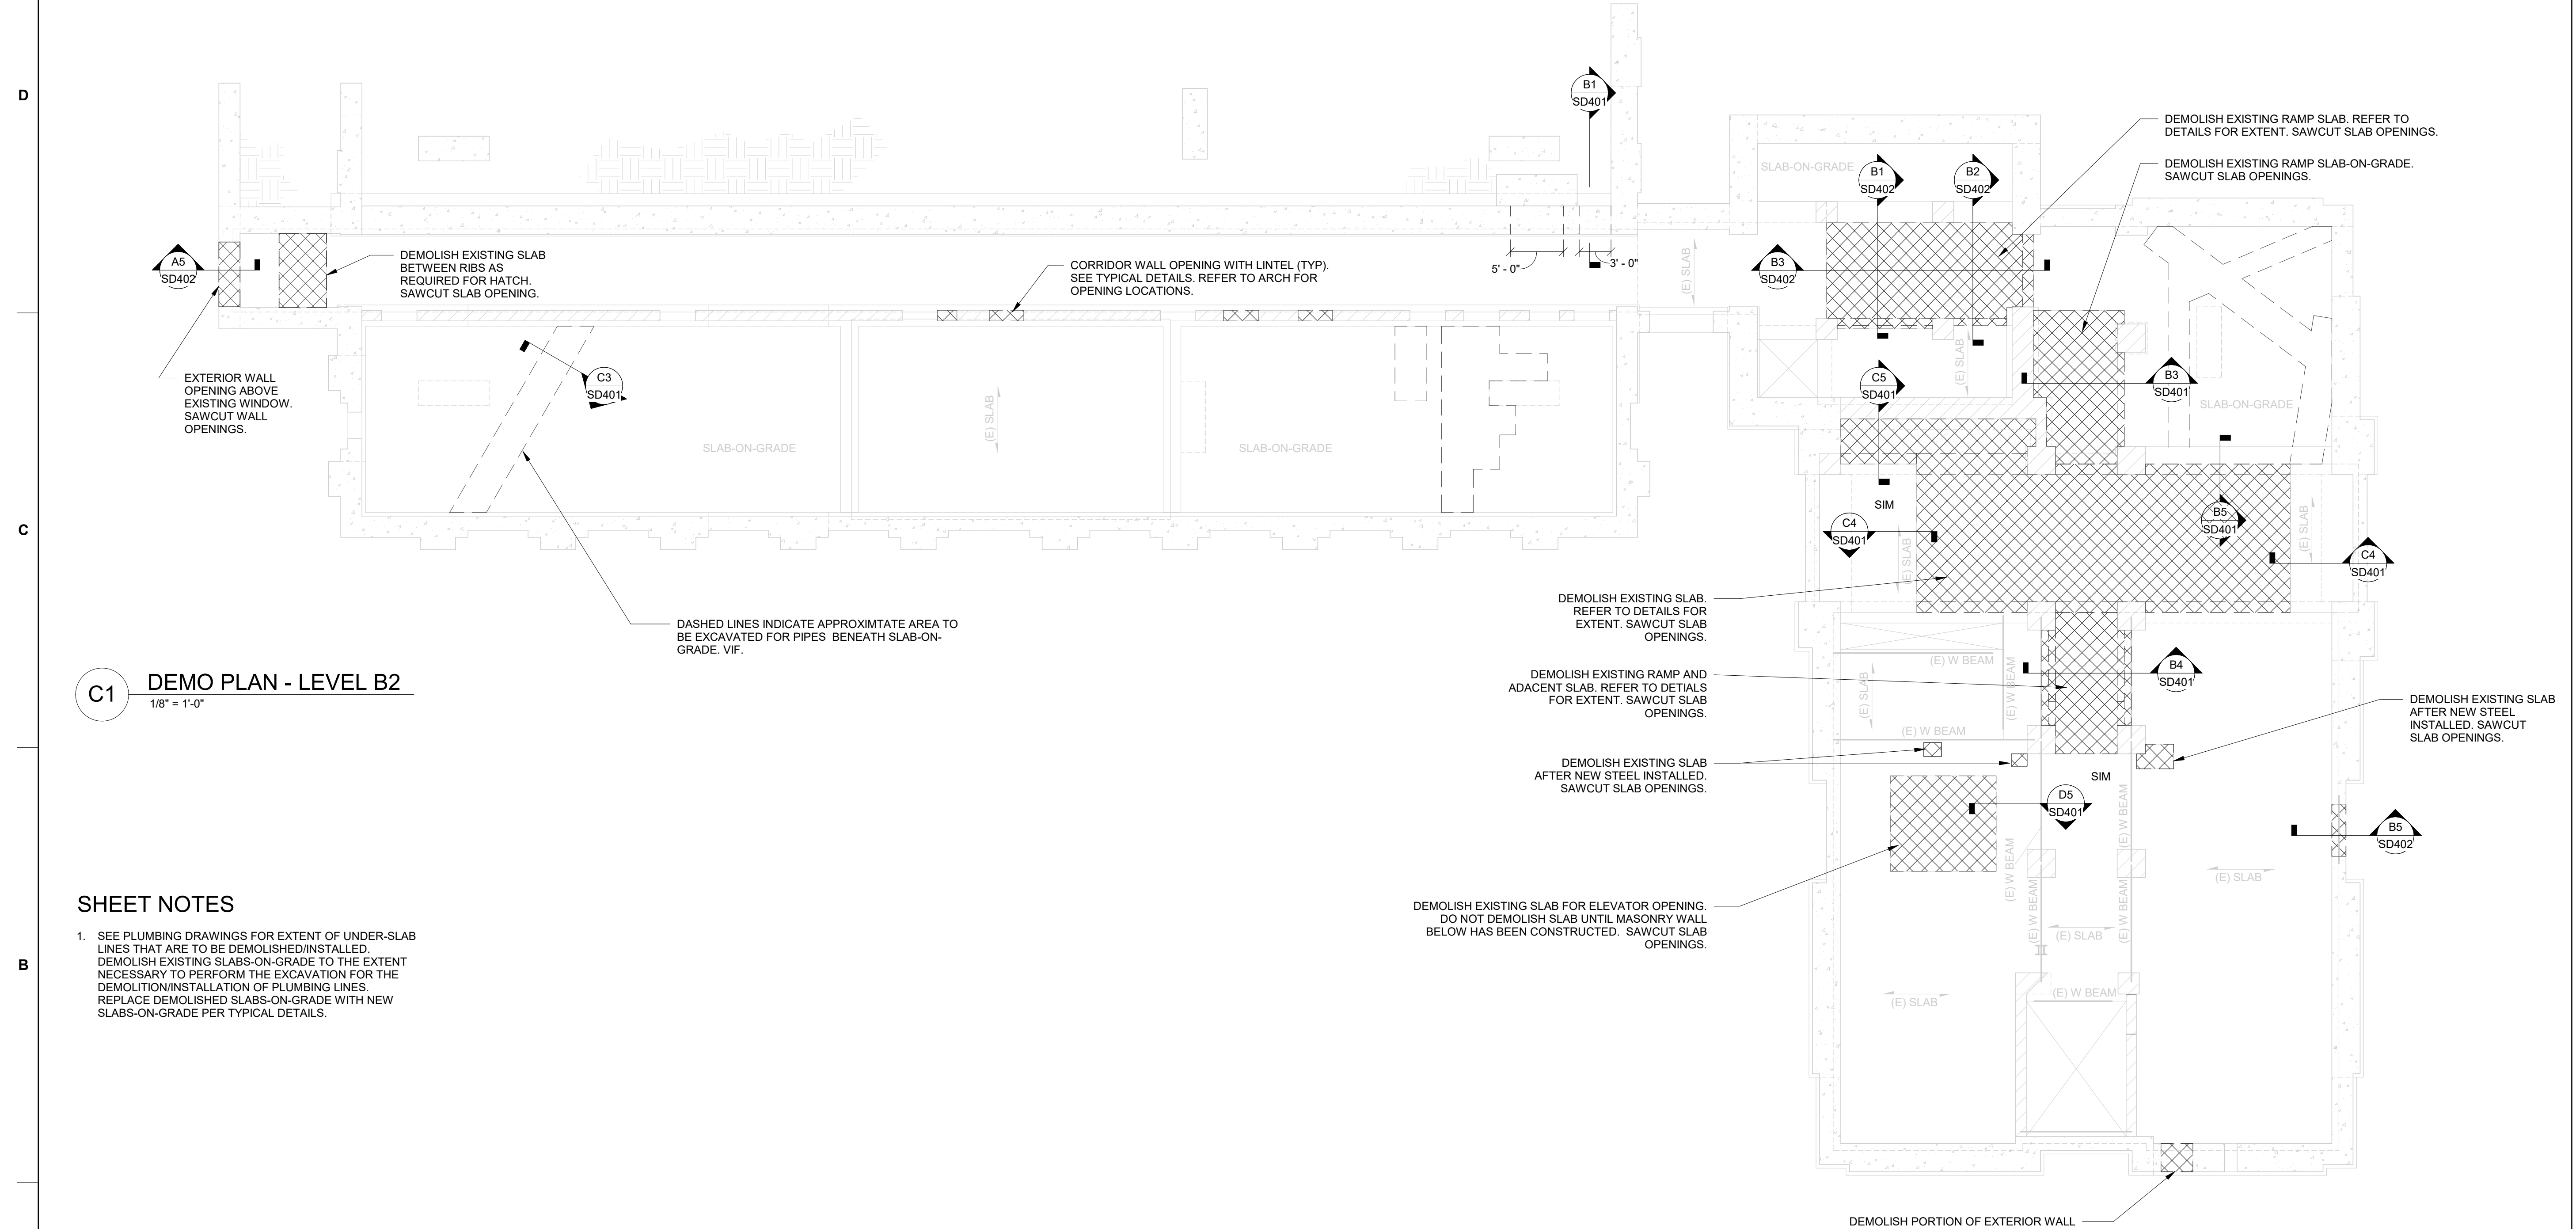 D
C
B
B1
SD401
DEMOLISH EXISTING RAMP SLAB. REFER TO
DETAILS FOR EXTENT. SAWCUT SLAB OPENINGS.
DEMOLISH EXISTING RAMP SLAB-ON-GRADE.
SAWCUT SLAB OPENINGS.
SLAB-ON-GRADE
B1
SD402
B2
SD402
A5
SD402
DEMOLISH EXISTING SLAB
BETWEEN RIBS AS
REQUIRED FOR HATCH.
SAWCUT SLAB OPENING.
CORRIDOR WALL OPENING WITH LINTEL (TYP).
SEE TYPICAL DETAILS. REFER TO ARCH FOR
OPENING LOCATIONS.
5' - 0"
3' - 0"
(E) SLAB
B3
SD402
EXTERIOR WALL
OPENING ABOVE
EXISTING WINDOW.
SAWCUT WALL
OPENINGS.
C3
SD401
(E) SLAB
SLAB-ON-GRADE
SLAB-ON-GRADE
(E) SLAB
C5
SD401
B3
SD401
SLAB-ON-GRADE
SIM
C4
SD401
(E) SLAB
B5
SD401
(E) SLAB
C4
SD401
DASHED LINES INDICATE APPROXIMTATE AREA TO
BE EXCAVATED FOR PIPES BENEATH SLAB-ON-
GRADE. VIF.
DEMOLISH EXISTING SLAB.
REFER TO DETAILS FOR
EXTENT. SAWCUT SLAB
OPENINGS.
C1
DEMO PLAN - LEVEL B2
1/8" = 1'-0"
DEMOLISH EXISTING RAMP AND
ADACENT SLAB. REFER TO DETIALS
FOR EXTENT. SAWCUT SLAB
OPENINGS.
(E) W BEAM
(E) SLAB
(E) W BEAM
(E) W BEAM
B4
SD401
DEMOLISH EXISTING SLAB
AFTER NEW STEEL
INSTALLED. SAWCUT
SLAB OPENINGS.
DEMOLISH EXISTING SLAB
AFTER NEW STEEL INSTALLED.
SAWCUT SLAB OPENINGS.
SIM
D5
SD401
(E) W BEAM
(E) W BEAM
B5
SD402
(E) SLAB
DEMOLISH EXISTING SLAB FOR ELEVATOR OPENING.
DO NOT DEMOLISH SLAB UNTIL MASONRY WALL
BELOW HAS BEEN CONSTRUCTED. SAWCUT SLAB
OPENINGS.
(E) W BEAM
(E) W BEAM
(E) SLAB
(E) SLAB
(E) W BEAM
SHEET NOTES
1. SEE PLUMBING DRAWINGS FOR EXTENT OF UNDER-SLAB
LINES THAT ARE TO BE DEMOLISHED/INSTALLED.
DEMOLISH EXISTING SLABS-ON-GRADE TO THE EXTENT
NECESSARY TO PERFORM THE EXCAVATION FOR THE
DEMOLITION/INSTALLATION OF PLUMBING LINES.
REPLACE DEMOLISHED SLABS-ON-GRADE WITH NEW
SLABS-ON-GRADE PER TYPICAL DETAILS.
DEMOLISH PORTION OF EXTERIOR WALL